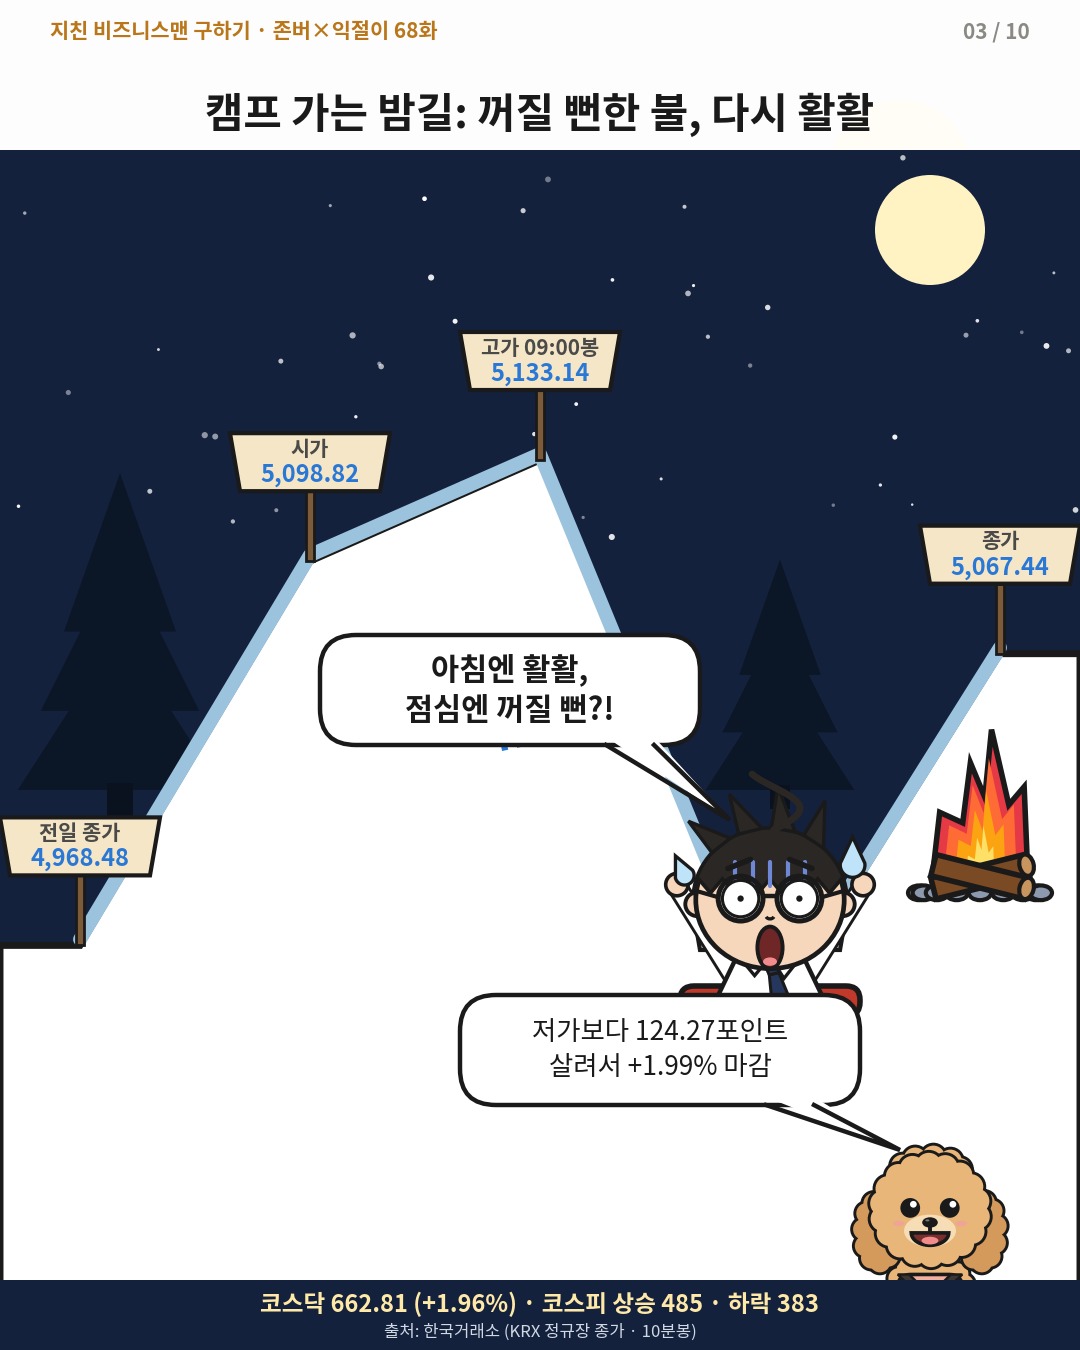 지친 비즈니스맨 구하기 · 존버×익절이 68화
03 / 10
캠프 가는 밤길: 꺼질 뻔한 불, 다시 활활
고가 09:00봉
5,133.14
시가
5,098.82
종가
5,067.44
아침엔 활활,
점심엔 꺼질 뻔?!
전일 종가
4,968.48
저가보다 124.27포인트
살려서 +1.99% 마감
코스닥 662.81 (+1.96%) · 코스피 상승 485 · 하락 383
출처: 한국거래소 (KRX 정규장 종가 · 10분봉)